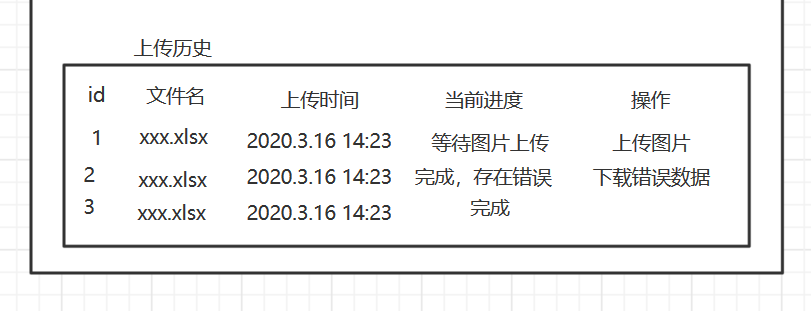 上传历史
id 文件名 上传时间 当前进度 操作
1 xxx.xlsx 2020.3.16 14:23 等待图片上传 上传图片
2 xxx.xlsx 2020.3.16 14:23 完成，存在错误 下载错误数据
3 xxx.xlsx 2020.3.16 14:23 完成